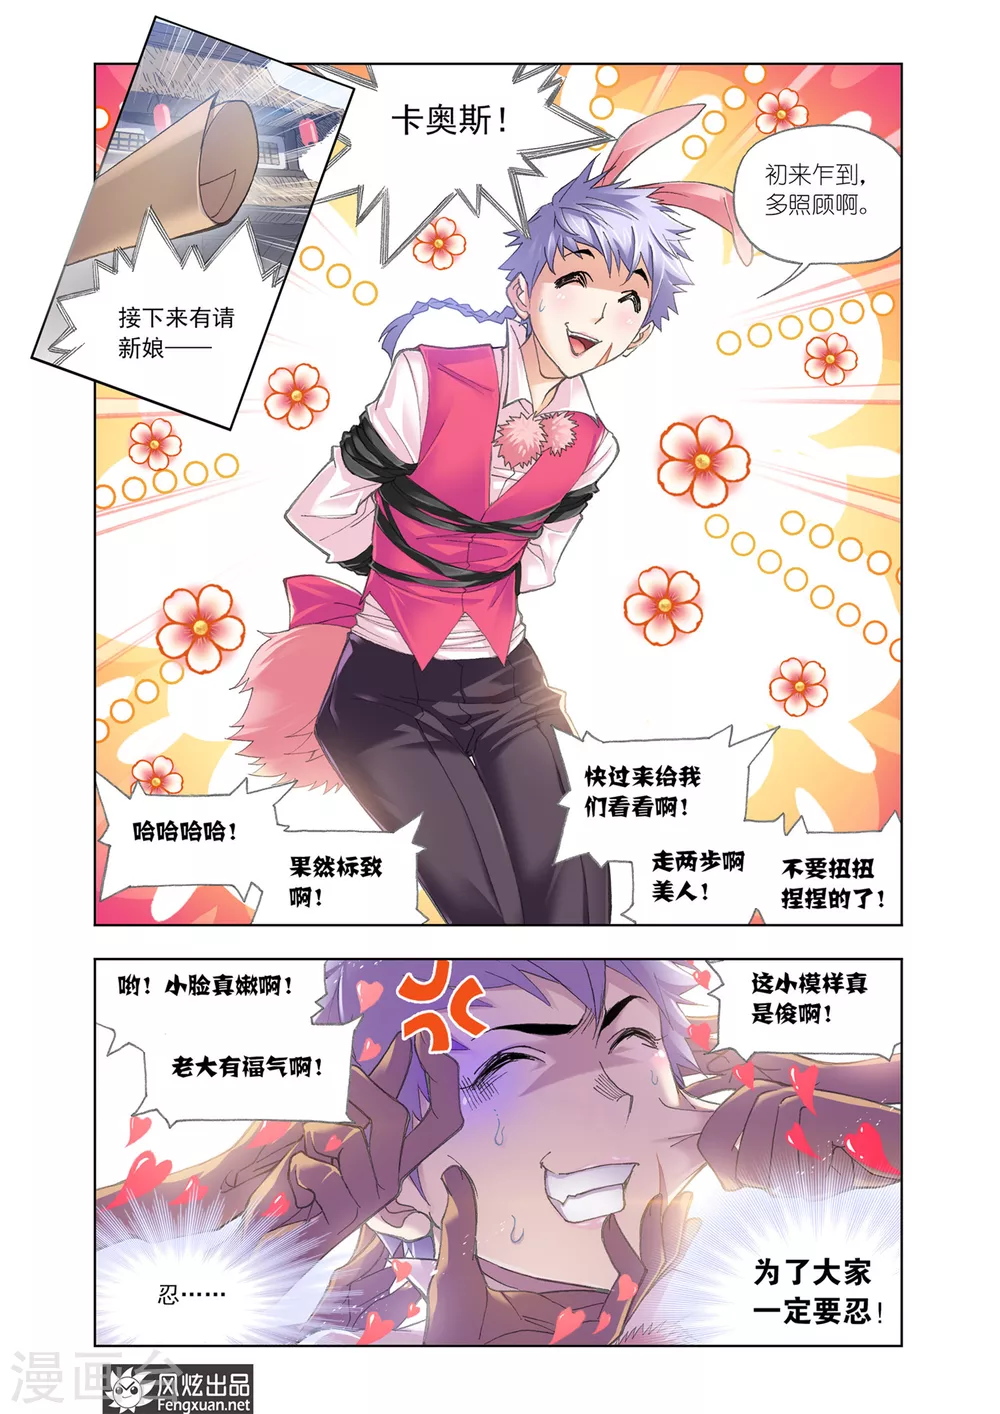 接下来有请
新娘——
卡奥斯！
初来乍到，
多照顾啊。
哈哈哈哈！
果然标致
啊！
快过来给我
们看看啊！
走两步啊
美人！
不要扭扭
捏捏的了！
哟！小脸真嫩啊！
老大有福气啊！
这小模样真
是俊啊！
忍……
为了大家
一定要忍！
漫画台
风炫出品
Fengxuan.net